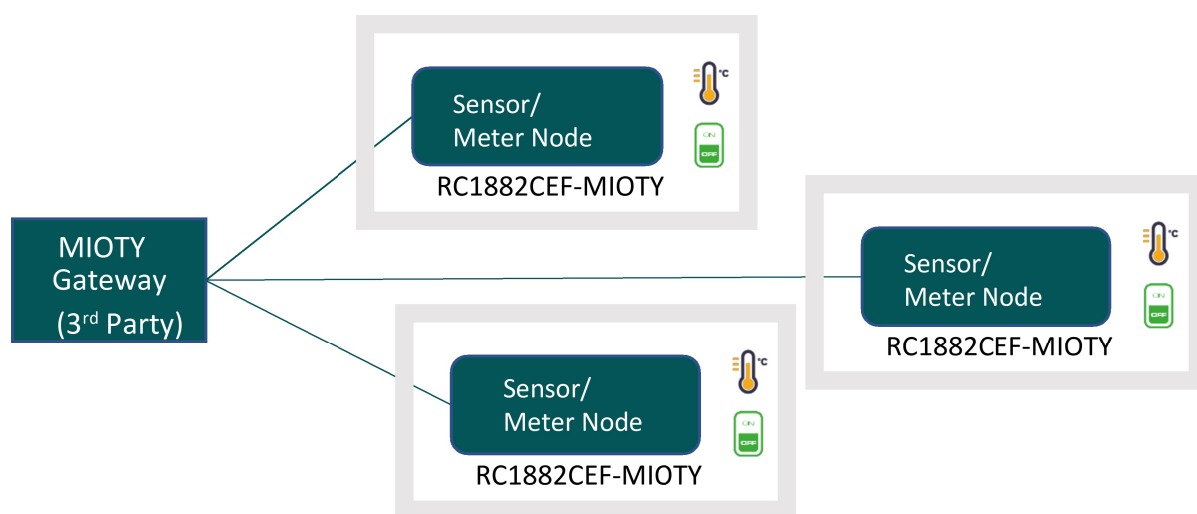 Sensor/
Meter Node
°C
ON
OFF
RC1882CEF-MIOTY
MIOTY
Gateway
(3rd Party)
Sensor/
Meter Node
°C
ON
OFF
RC1882CEF-MIOTY
Sensor/
Meter Node
°C
ON
OFF
RC1882CEF-MIOTY